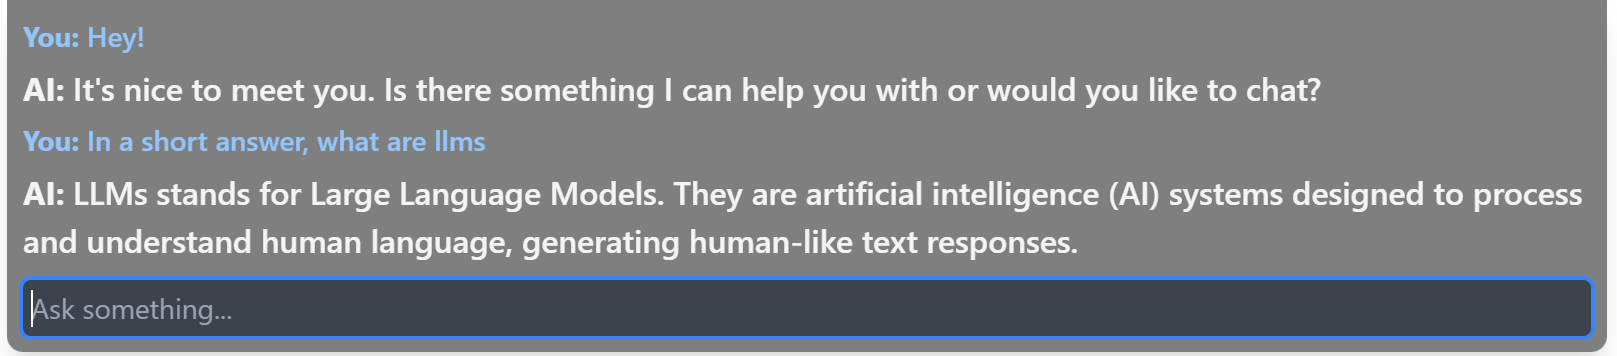 You: Hey!
AI: It's nice to meet you. Is there something I can help you with or would you like to chat?
You: In a short answer, what are llms
AI: LLMs stands for Large Language Models. They are artificial intelligence (AI) systems designed to process
and understand human language, generating human-like text responses.
Ask something...